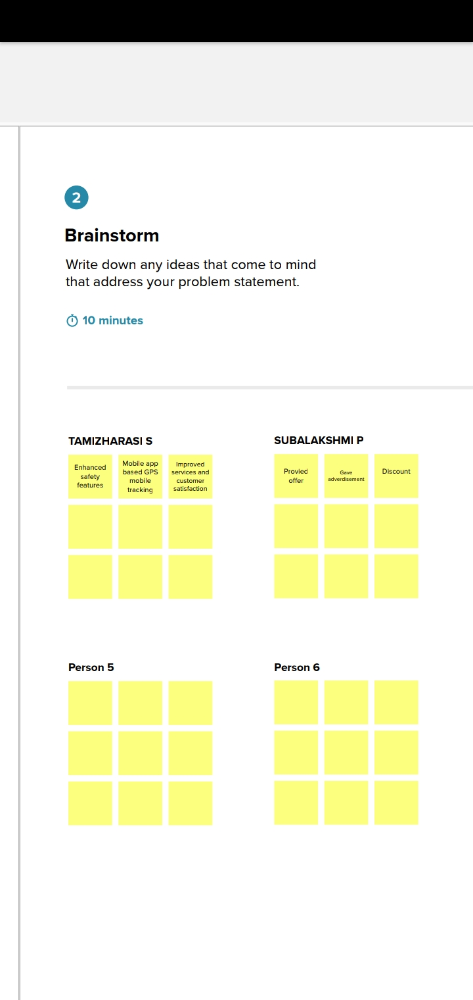 2
Brainstorm
Write down any ideas that come to mind
that address your problem statement.
10 minutes
TAMIZHARASI S
Enhanced
safety
features
Mobile app
based GPS
mobile
tracking
Improved
services and
customer
satisfaction
SUBALAKSHMI P
Provied
offer
Gave
adverdisement
Discount
Person 5
Person 6